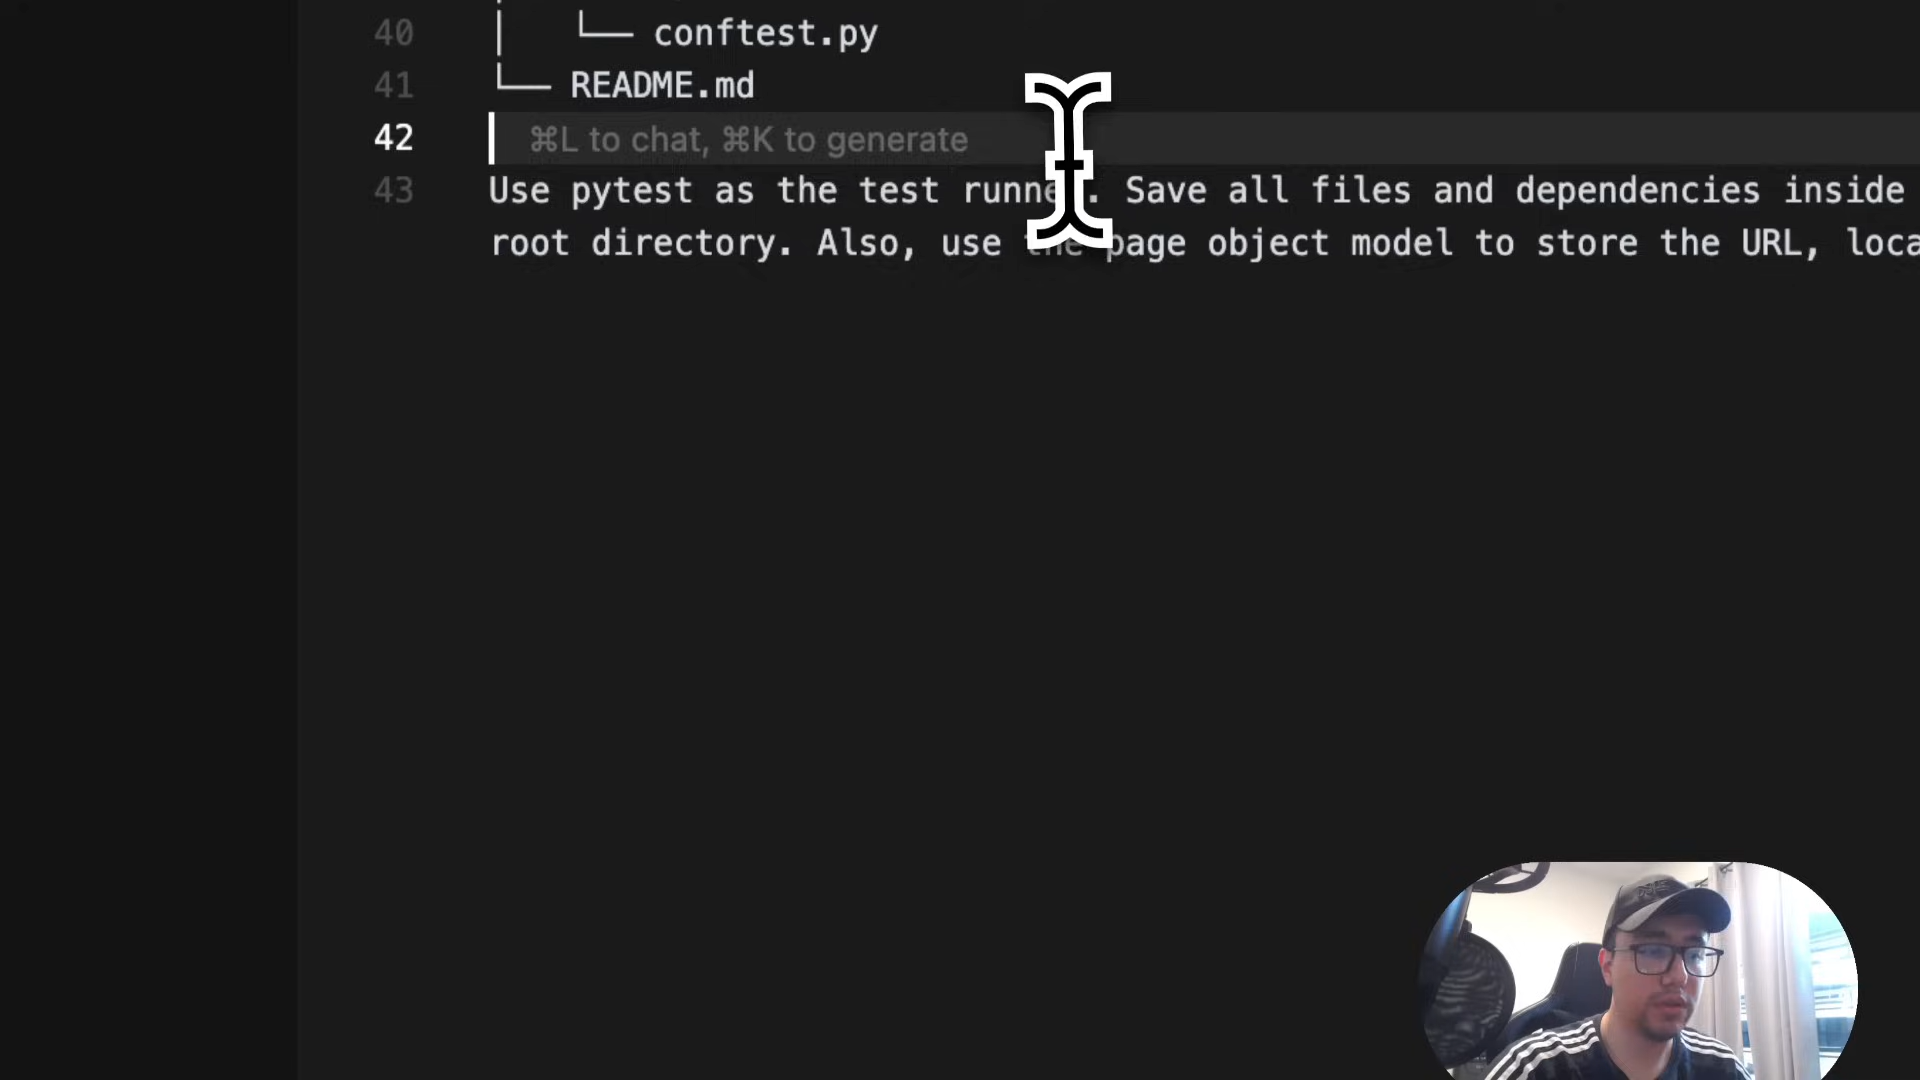 40 │   └── conftest.py
41 └── README.md
42 ⌘L to chat, ⌘K to generate
43 Use pytest as the test runner. Save all files and dependencies inside
root directory. Also, use the page object model to store the URL,